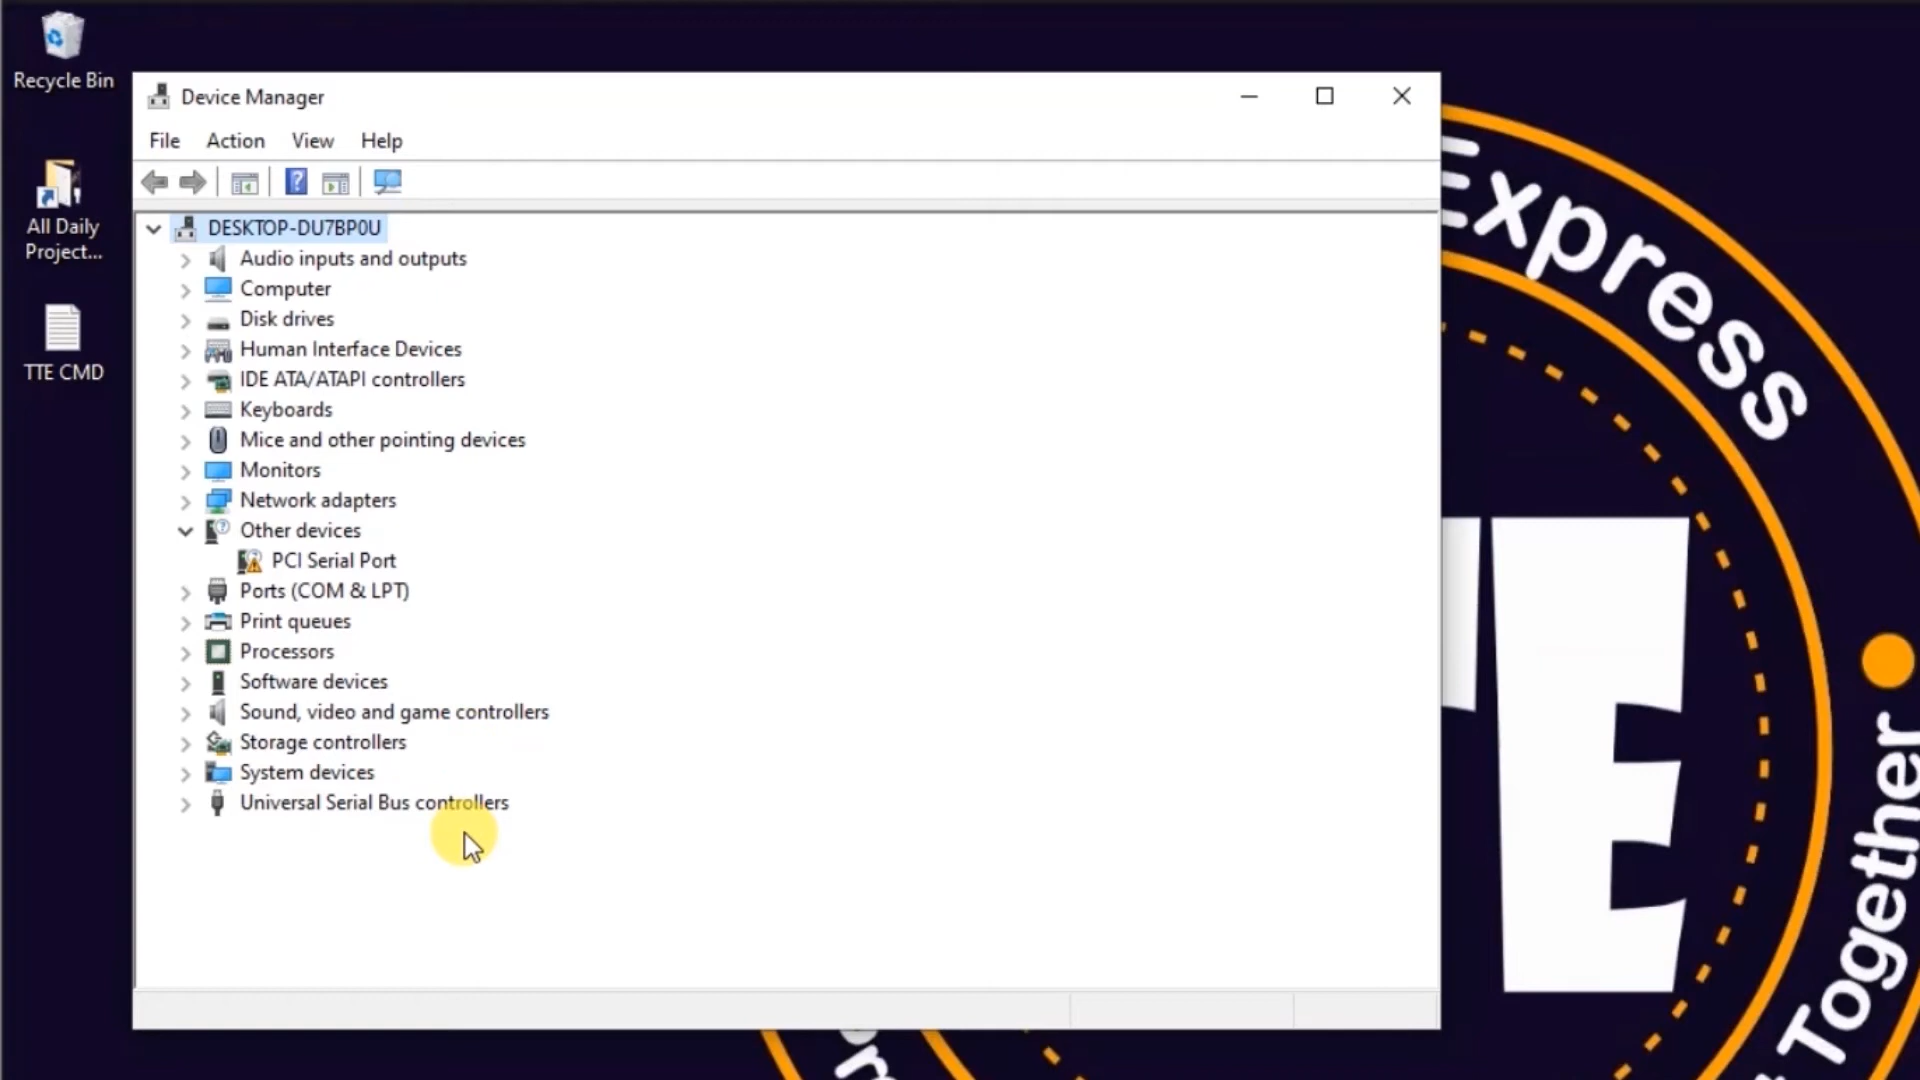 Recycle Bin
All Daily
Project...
TTE CMD
Device Manager
File Action View Help
DESKTOP-DU7BP0U
Audio inputs and outputs
Computer
Disk drives
Human Interface Devices
IDE ATA/ATAPI controllers
Keyboards
Mice and other pointing devices
Monitors
Network adapters
Other devices
PCI Serial Port
Ports (COM & LPT)
Print queues
Processors
Software devices
Sound, video and game controllers
Storage controllers
System devices
Universal Serial Bus controllers
Express
E
Together